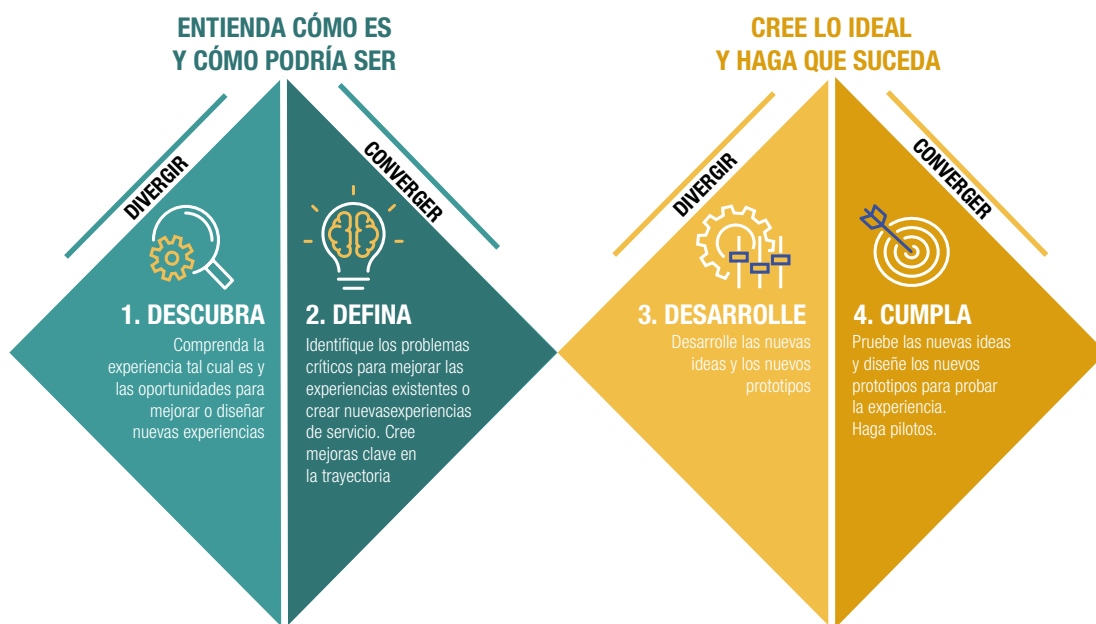 ENTIENDA CÓMO ES
Y CÓMO PODRÍA SER
DIVERGIR
CONVERGER
1. DESCUBRA
Comprenda la
experiencia tal cual es y
las oportunidades para
mejorar o diseñar
nuevas experiencias
2. DEFINA
Identifique los problemas
críticos para mejorar las
experiencias existentes o
crear nuevasexperiencias
de servicio. Cree
mejoras clave en
la trayectoria
CREE LO IDEAL
Y HAGA QUE SUCEDA
DIVERGIR
CONVERGER
3. DESARROLLE
Desarrolle las nuevas
ideas y los nuevos
prototipos
4. CUMPLA
Pruebe las nuevas ideas
y diseñe los nuevos
prototipos para probar
la experiencia.
Haga pilotos.